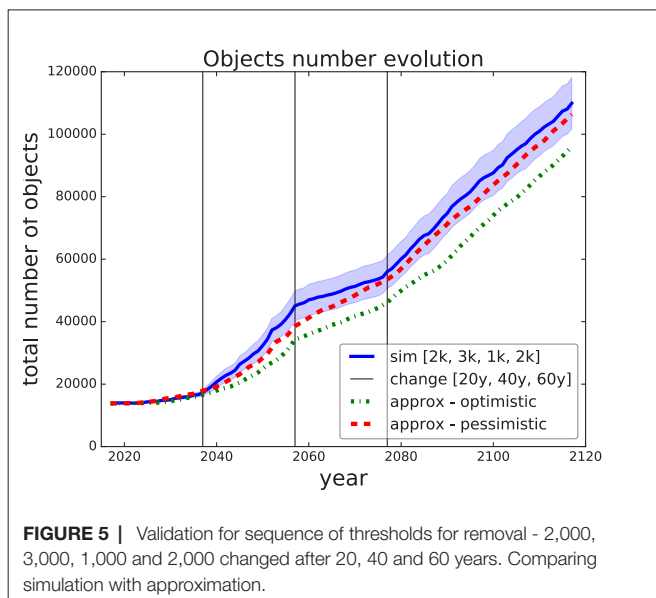 Objects number evolution
120000
100000
80000
60000
40000
20000
0
total number of objects
2020
2040
2060
2080
2100
2120
year
sim [2k, 3k, 1k, 2k]
change [20y, 40y, 60y]
approx - optimistic
approx - pessimistic
FIGURE 5 | Validation for sequence of thresholds for removal - 2,000,
3,000, 1,000 and 2,000 changed after 20, 40 and 60 years. Comparing
simulation with approximation.